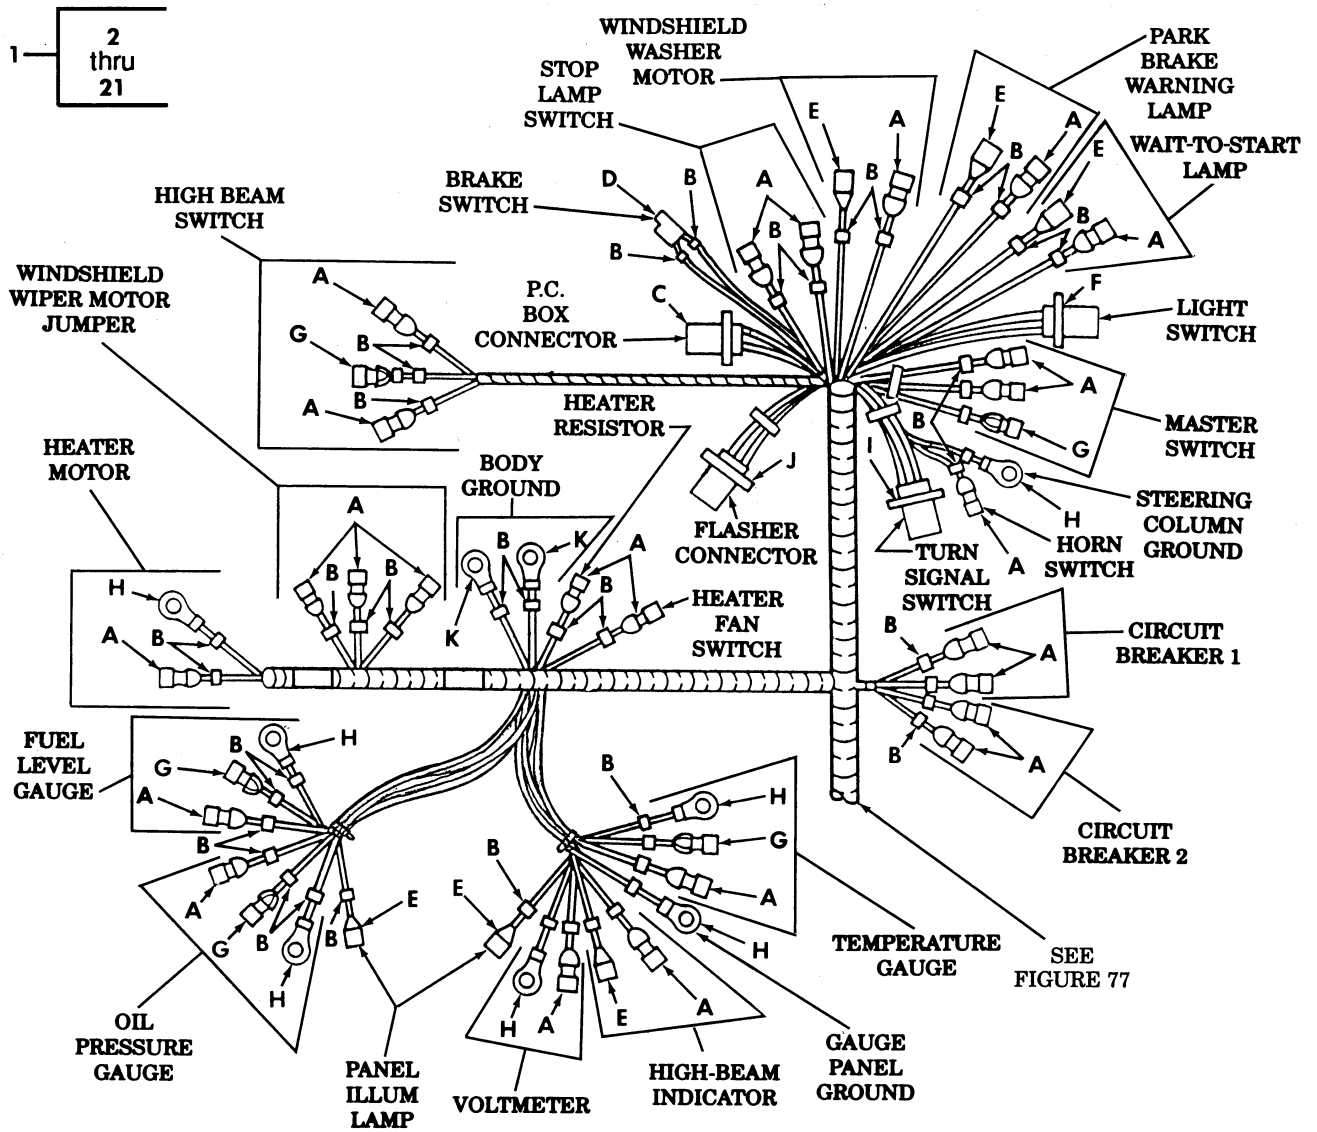 1
2
thru
21
WINDSHIELD
WASHER
MOTOR
STOP
LAMP
SWITCH
PARK
BRAKE
WARNING
LAMP
WAIT-TO-START
LAMP
BRAKE
SWITCH
HIGH BEAM
SWITCH
WINDSHIELD
WIPER MOTOR
JUMPER
P.C.
BOX
CONNECTOR
LIGHT
SWITCH
MASTER
SWITCH
HEATER
RESISTOR
HEATER
MOTOR
BODY
GROUND
FLASHER
CONNECTOR
TURN
SIGNAL
SWITCH
HORN
SWITCH
STEERING
COLUMN
GROUND
HEATER
FAN
SWITCH
CIRCUIT
BREAKER 1
CIRCUIT
BREAKER 2
FUEL
LEVEL
GAUGE
OIL
PRESSURE
GAUGE
PANEL
ILLUM
LAMP
VOLTMETER
HIGH-BEAM
INDICATOR
GAUGE
PANEL
GROUND
TEMPERATURE
GAUGE
SEE
FIGURE 77
E
A
B
E
B
A
E
B
A
D
B
B
A
B
C
F
A
G
B
B
A
A
G
B
I
J
H
A
A
B
B
K
B
K
A
B
H
A
B
B
A
A
B
H
B
G
A
B
A
G
B
H
B
E
B
E
H
A
E
A
B
H
G
A
H